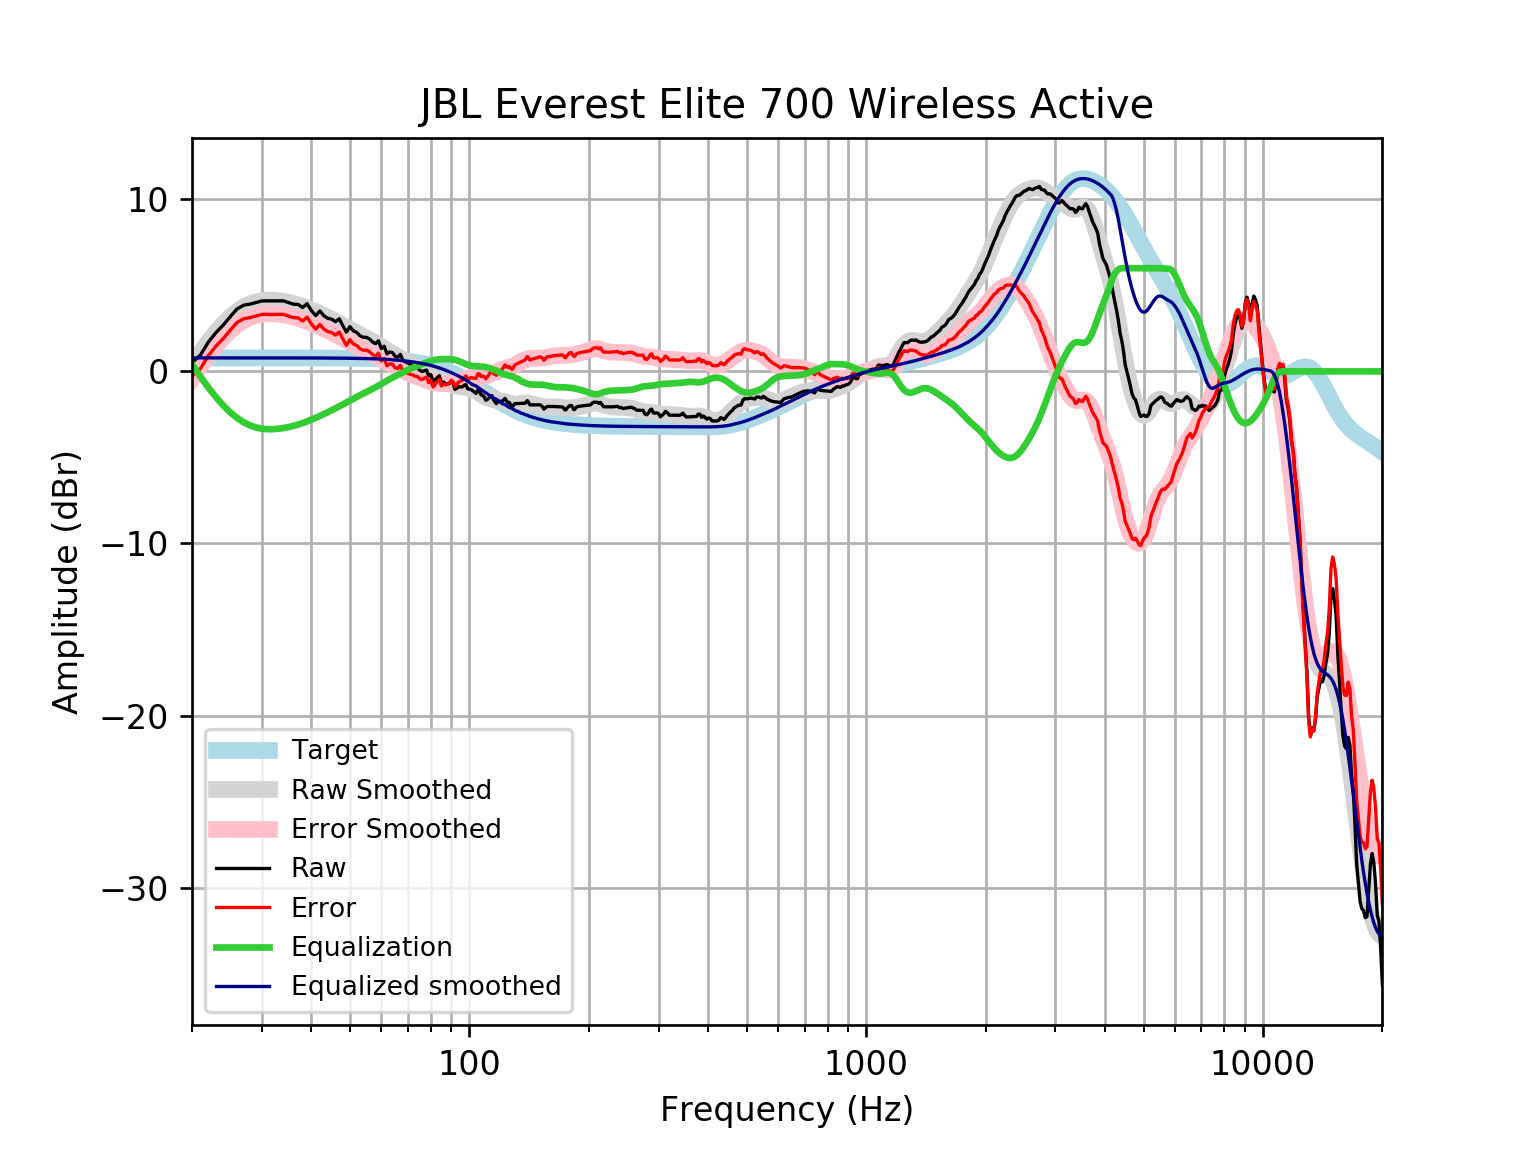 JBL Everest Elite 700 Wireless Active
10
0
−10
−20
−30
Amplitude (dBr)
Target
Raw Smoothed
Error Smoothed
Raw
Error
Equalization
Equalized smoothed
100
1000
10000
Frequency (Hz)